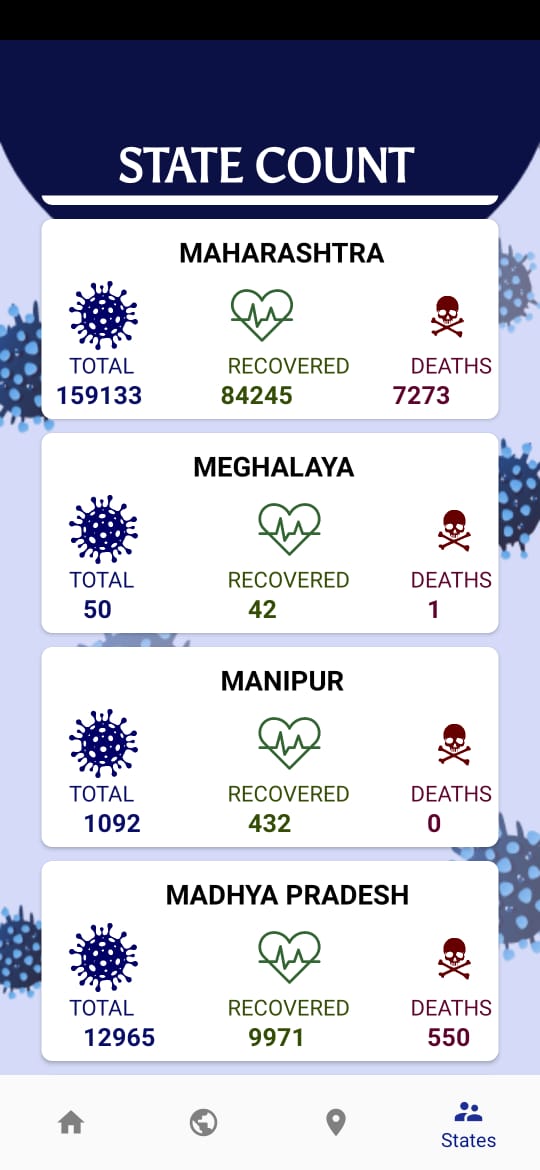 STATE COUNT
MAHARASHTRA
TOTAL RECOVERED DEATHS
159133 84245 7273
MEGHALAYA
TOTAL RECOVERED DEATHS
50 42 1
MANIPUR
TOTAL RECOVERED DEATHS
1092 432 0
MADHYA PRADESH
TOTAL RECOVERED DEATHS
12965 9971 550
States